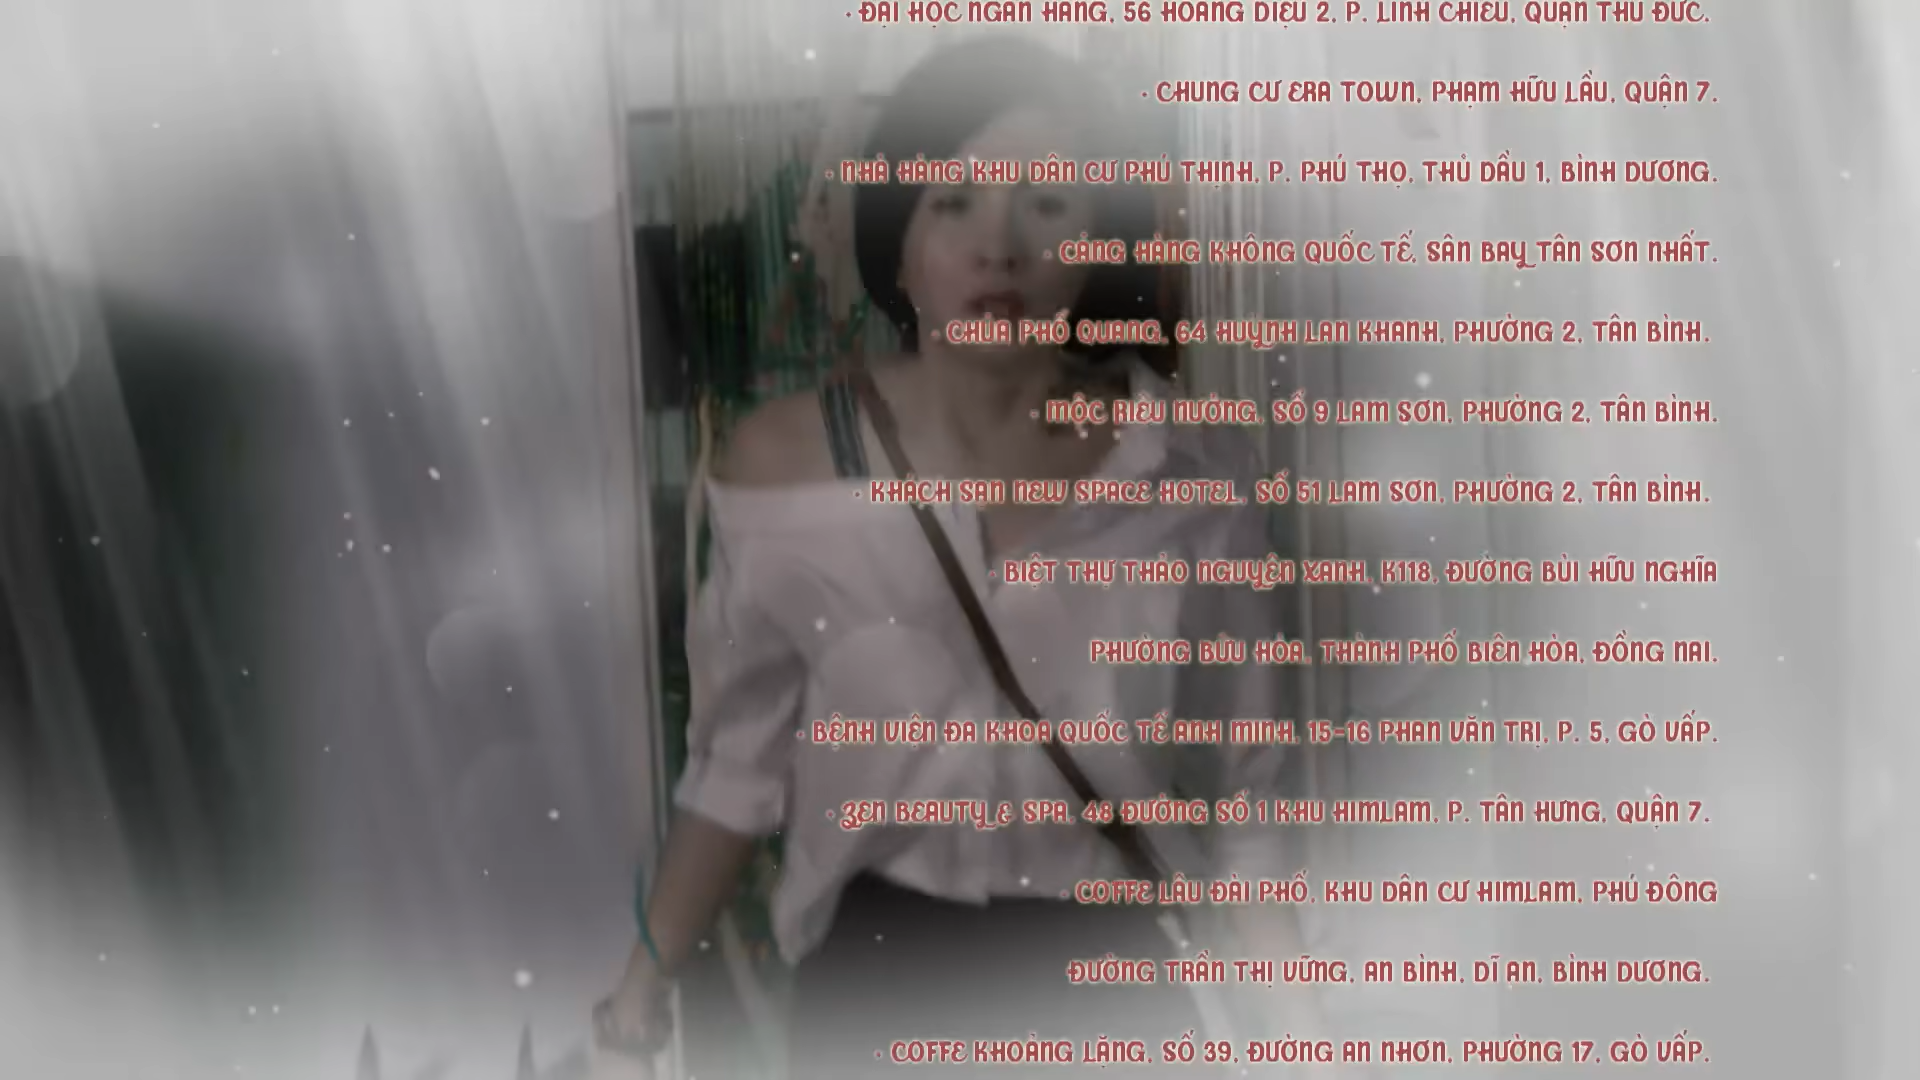 · ĐẠI HỌC NGÂN HÀNG, 56 HOÀNG DIỆU 2, P. LINH CHIỂU, QUẬN THỦ ĐỨC.
· CHUNG CƯ ERA TOWN, PHẠM HỮU LẦU, QUẬN 7.
· NHÀ HÀNG KHU DÂN CƯ PHÚ THỊNH, P. PHÚ THỌ, THỦ DẦU 1, BÌNH DƯƠNG.
· CẢNG HÀNG KHÔNG QUỐC TẾ, SÂN BAY TÂN SƠN NHẤT.
· CHÙA PHỔ QUANG, 64 HUỲNH LAN KHANH, PHƯỜNG 2, TÂN BÌNH.
· MỘC RIÊU NƯỚNG, SỐ 9 LAM SƠN, PHƯỜNG 2, TÂN BÌNH.
· KHÁCH SẠN NEW SPACE HOTEL, SỐ 51 LAM SƠN, PHƯỜNG 2, TÂN BÌNH.
· BIỆT THỰ THẢO NGUYÊN XANH, K118, ĐƯỜNG BÙI HỮU NGHĨA
PHƯỜNG BỬU HÒA, THÀNH PHỐ BIÊN HÒA, ĐỒNG NAI.
· BỆNH VIỆN ĐA KHOA QUỐC TẾ ANH MINH, 15-16 PHAN VĂN TRỊ, P. 5, GÒ VẤP.
· ZEN BEAUTY & SPA, 48 ĐƯỜNG SỐ 1 KHU HIMLAM, P. TÂN HƯNG, QUẬN 7.
· COFFE LÂU ĐÀI PHỐ, KHU DÂN CƯ HIMLAM, PHÚ ĐÔNG
ĐƯỜNG TRẦN THỊ VỮNG, AN BÌNH, DĨ AN, BÌNH DƯƠNG.
· COFFE KHOẢNG LẶNG, SỐ 39, ĐƯỜNG AN NHƠN, PHƯỜNG 17, GÒ VẤP.